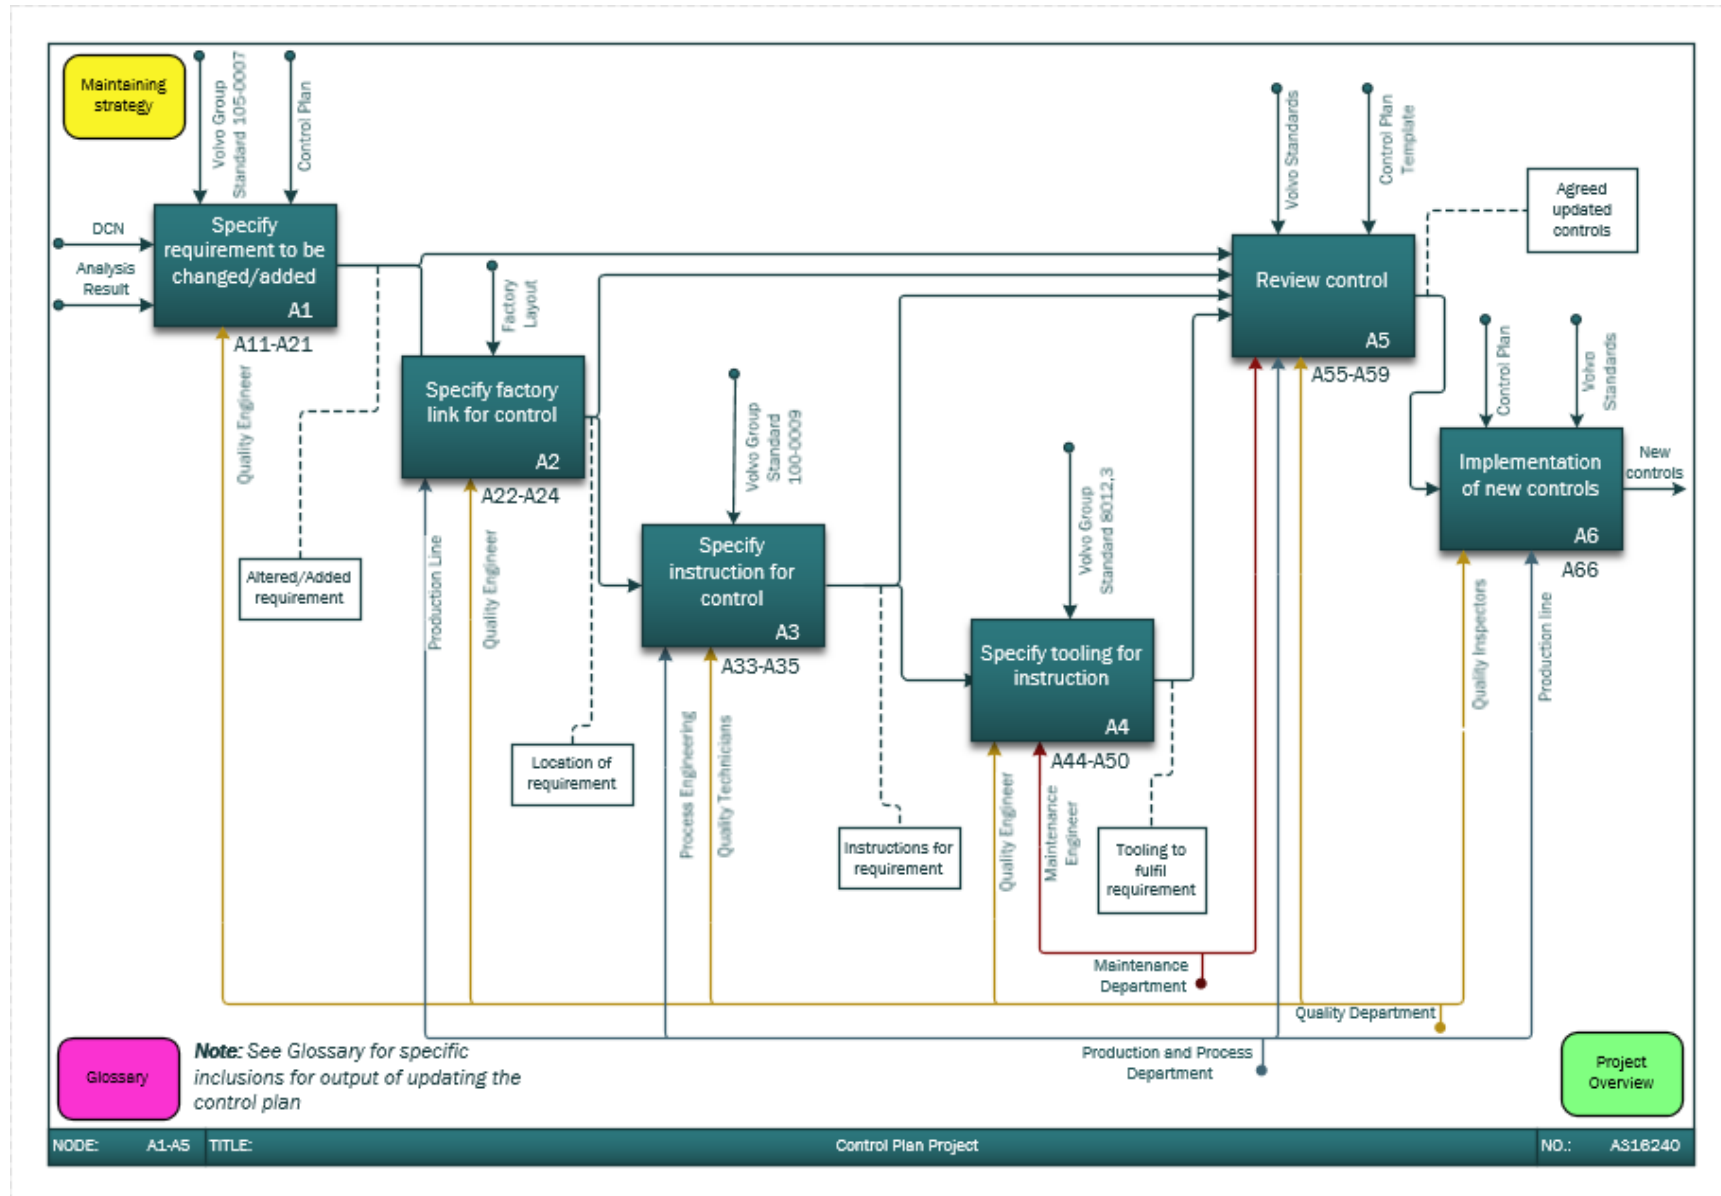 Maintaining
strategy
Volvo Group
Standard 105-0007
Control Plan
DCN
Analysis
Result
Specify
requirement to be
changed/added
A1
A11-A21
Quality Engineer
Altered/Added
requirement
Factory
Layout
Specify factory
link for control
A2
A22-A24
Production Line
Quality Engineer
Location of
requirement
Volvo Group
Standard
100-0009
Specify
instruction for
control
A3
A33-A35
Process Engineering
Quality Technicians
Instructions for
requirement
Volvo Group
Standard 8012,3
Specify tooling for
instruction
A4
A44-A50
Quality Engineer
Maintenance
Engineer
Tooling to
fulfil
requirement
Volvo Standards
Control Plan
Template
Review control
A5
A55-A59
Agreed
updated
controls
Control Plan
Volvo
Standards
Implementation
of new controls
A6
A66
New
controls
Quality Inspectors
Production line
Maintenance
Department
Quality Department
Production and Process
Department
Glossary
Note: See Glossary for specific
inclusions for output of updating the
control plan
Project
Overview
NODE: A1-A5 TITLE: Control Plan Project NO.: AS16240